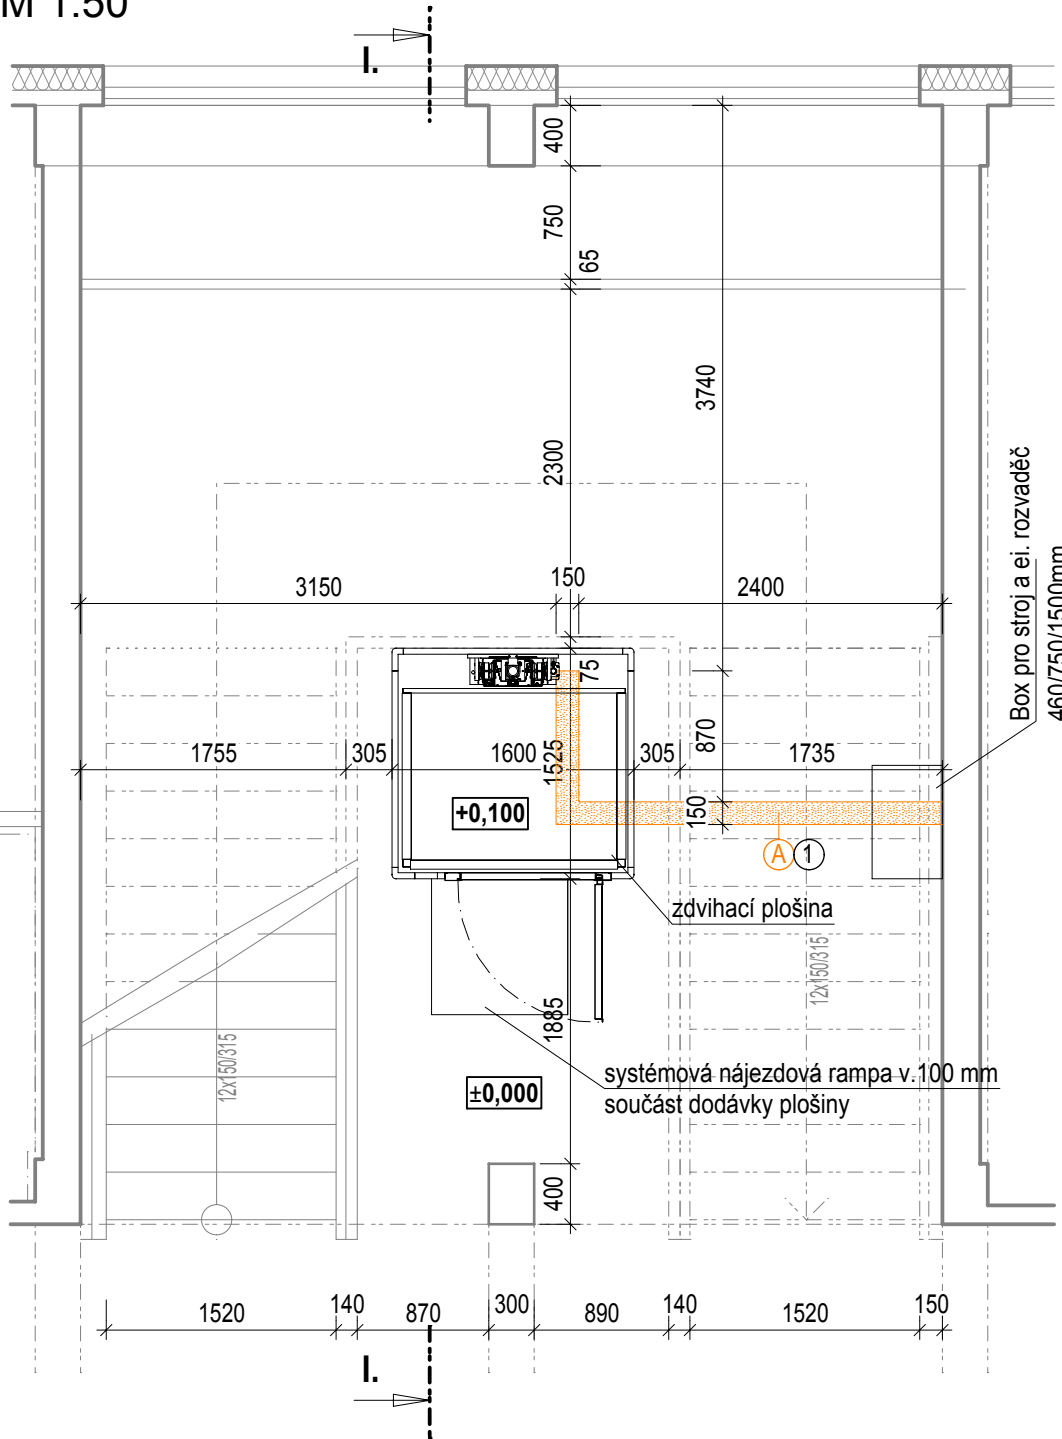 M 1:50
I.
400
750
65
3740
2300
Box pro stroj a el. rozvaděč
460/750/1500mm
3150
150
2400
75
1755
305
1600
1525
305
870
1735
+0,100
150
A
1
zdvihací plošina
12x150/315
1885
12x150/315
systémová nájezdová rampa v.100 mm
součást dodávky plošiny
±0,000
400
1520
140
870
300
890
140
1520
150
I.